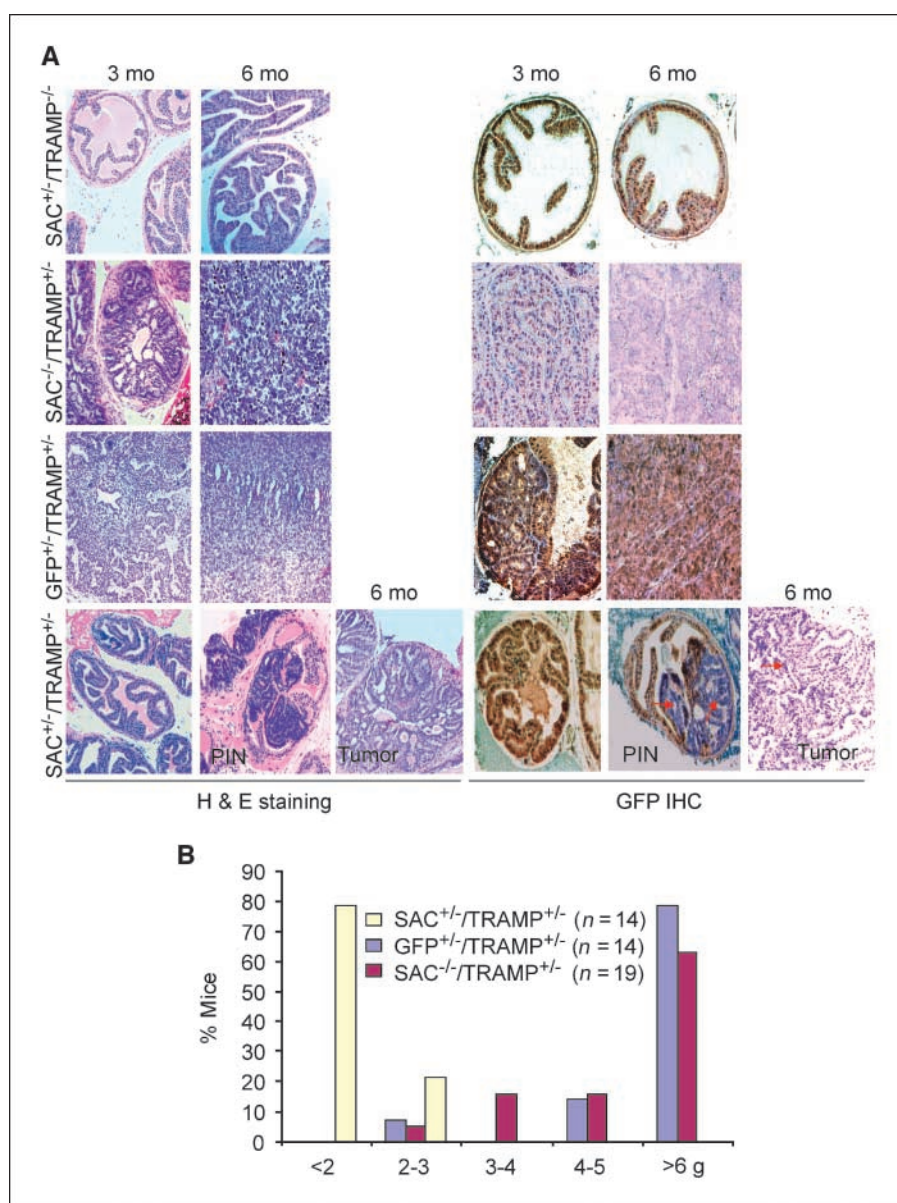 A
3 mo 6 mo 3 mo 6 mo
SAC+/-/TRAMP-/-
SAC-/-/TRAMP+/-
GFP+/-/TRAMP+/-
6 mo 6 mo
SAC+/-/TRAMP+/-
PIN Tumor PIN Tumor
H & E staining GFP IHC
B
90
80
70
60
50
40
30
20
10
0
% Mice
SAC+/-/TRAMP+/- (n = 14)
GFP+/-/TRAMP+/- (n = 14)
SAC-/-/TRAMP+/- (n = 19)
<2 2-3 3-4 4-5 >6 g